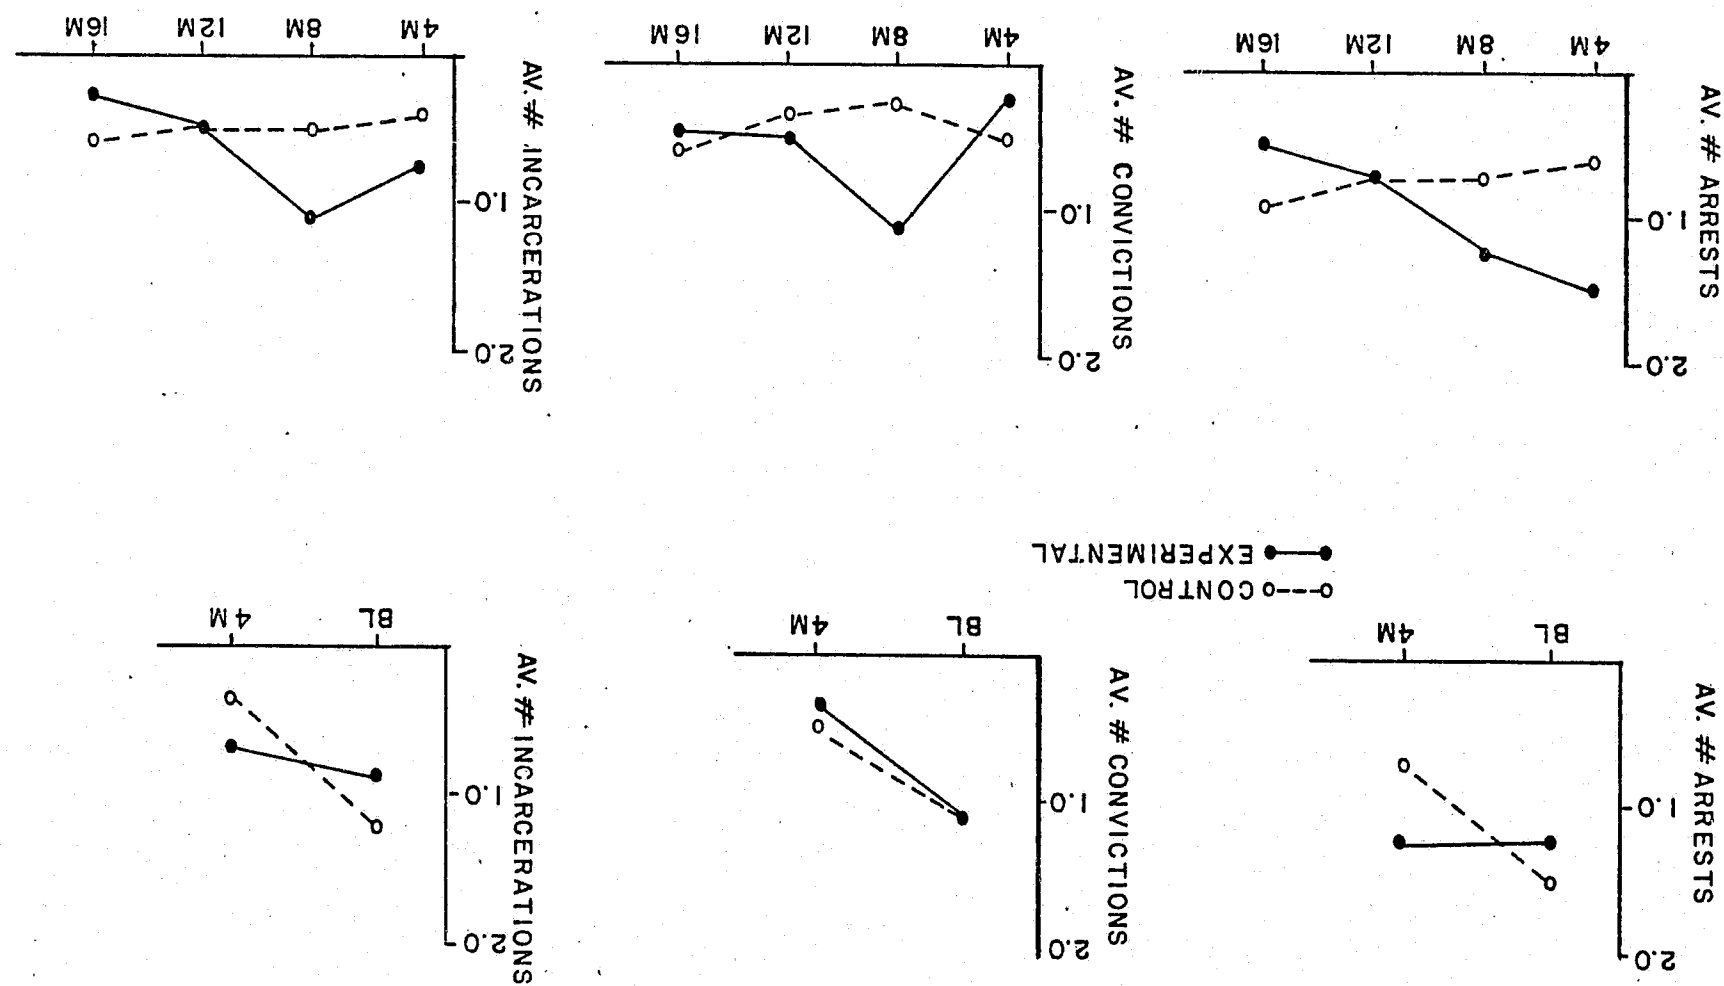 AV. # ARRESTS
2.0
1.0
BL 4M
AV. # CONVICTIONS
2.0
1.0
BL 4M
AV. # INCARCERATIONS
2.0
1.0
BL 4M
CONTROL
EXPERIMENTAL
AV. # ARRESTS
2.0
1.0
4M 8M 12M 16M
AV. # CONVICTIONS
2.0
1.0
4M 8M 12M 16M
AV. # INCARCERATIONS
2.0
1.0
4M 8M 12M 16M